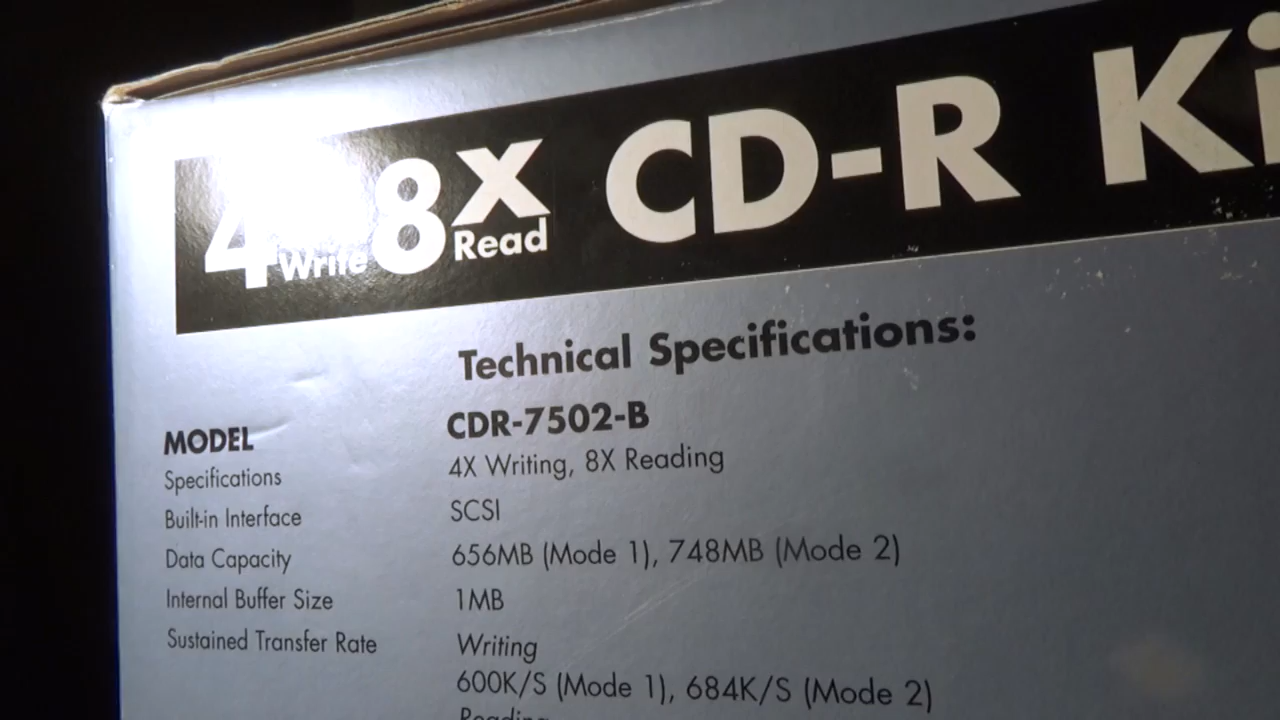 4X Write 8X Read CD-R Ki
Technical Specifications:
MODEL CDR-7502-B
Specifications 4X Writing, 8X Reading
Built-in Interface SCSI
Data Capacity 656MB (Mode 1), 748MB (Mode 2)
Internal Buffer Size 1MB
Sustained Transfer Rate Writing
600K/S (Mode 1), 684K/S (Mode 2)
Reading